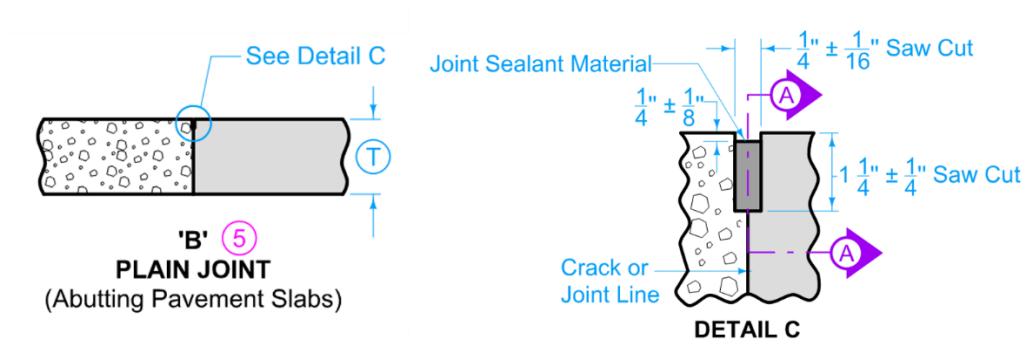 See Detail C
T
'B' 5
PLAIN JOINT
(Abutting Pavement Slabs)
1/4" ± 1/16" Saw Cut
Joint Sealant Material
A
1/4" ± 1/8"
1 1/4" ± 1/4" Saw Cut
A
Crack or
Joint Line
DETAIL C